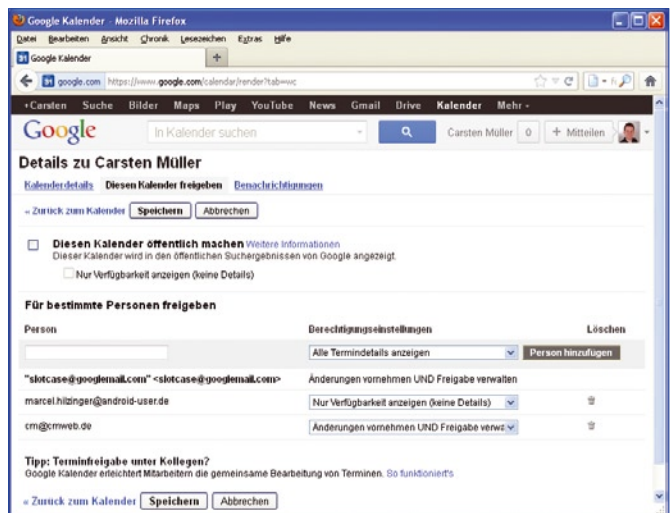 Google Kalender - Mozilla Firefox
Datei Bearbeiten Ansicht Chronik Lesezeichen Extras Hilfe
31 Google Kalender +
31 google.com https://www.google.com/calendar/render?tab=wc
+Carsten Suche Bilder Maps Play YouTube News Gmail Drive Kalender Mehr
Google In Kalender suchen Carsten Müller 0 + Mitteilen
Details zu Carsten Müller
Kalenderdetails Diesen Kalender freigeben Benachrichtigungen
« Zurück zum Kalender Speichern Abbrechen
Diesen Kalender öffentlich machen Weitere Informationen
Dieser Kalender wird in den öffentlichen Suchergebnissen von Google angezeigt.
Nur Verfügbarkeit anzeigen (keine Details)
Für bestimmte Personen freigeben
Person Berechtigungseinstellungen Löschen
Alle Termindetails anzeigen Person hinzufügen
"slotcase@googlemail.com" <slotcase@googlemail.com> Änderungen vornehmen UND Freigabe verwalten
marcel.hilzinger@android-user.de Nur Verfügbarkeit anzeigen (keine Details)
cm@cmweb.de Änderungen vornehmen UND Freigabe verwa
Tipp: Terminfreigabe unter Kollegen?
Google Kalender erleichtert Mitarbeitern die gemeinsame Bearbeitung von Terminen. So funktioniert's
« Zurück zum Kalender Speichern Abbrechen